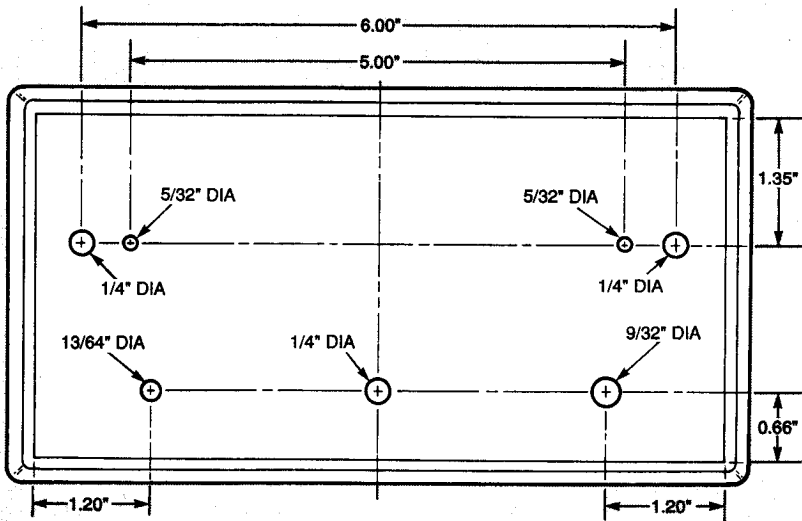 6.00"
5.00"
1.35"
5/32" DIA
5/32" DIA
1/4" DIA
1/4" DIA
13/64" DIA
1/4" DIA
9/32" DIA
0.66"
1.20"
1.20"